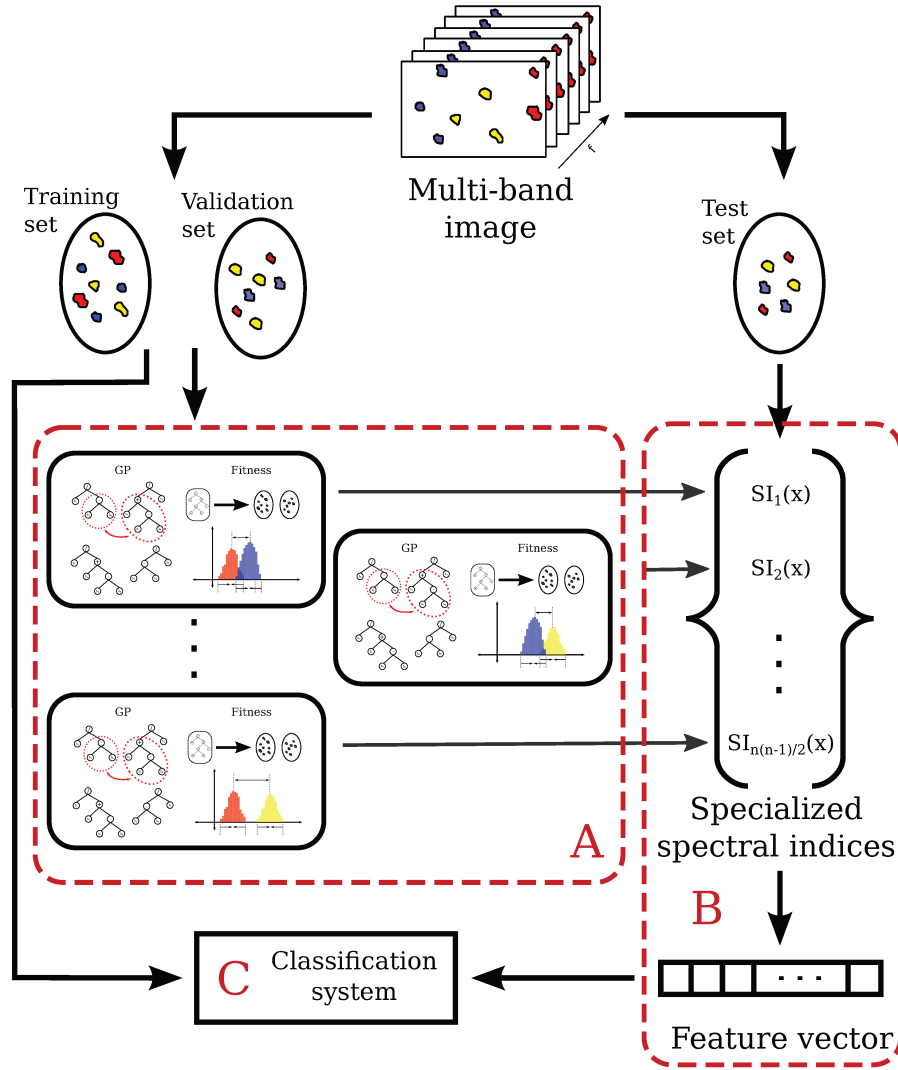 f
Multi-band
image
Training
set
Validation
set
Test
set
GP
Fitness
GP
Fitness
GP
Fitness
A
SI1(x)
SI2(x)
SIn(n-1)/2(x)
Specialized
spectral indices
B
Feature vector
C
Classification
system